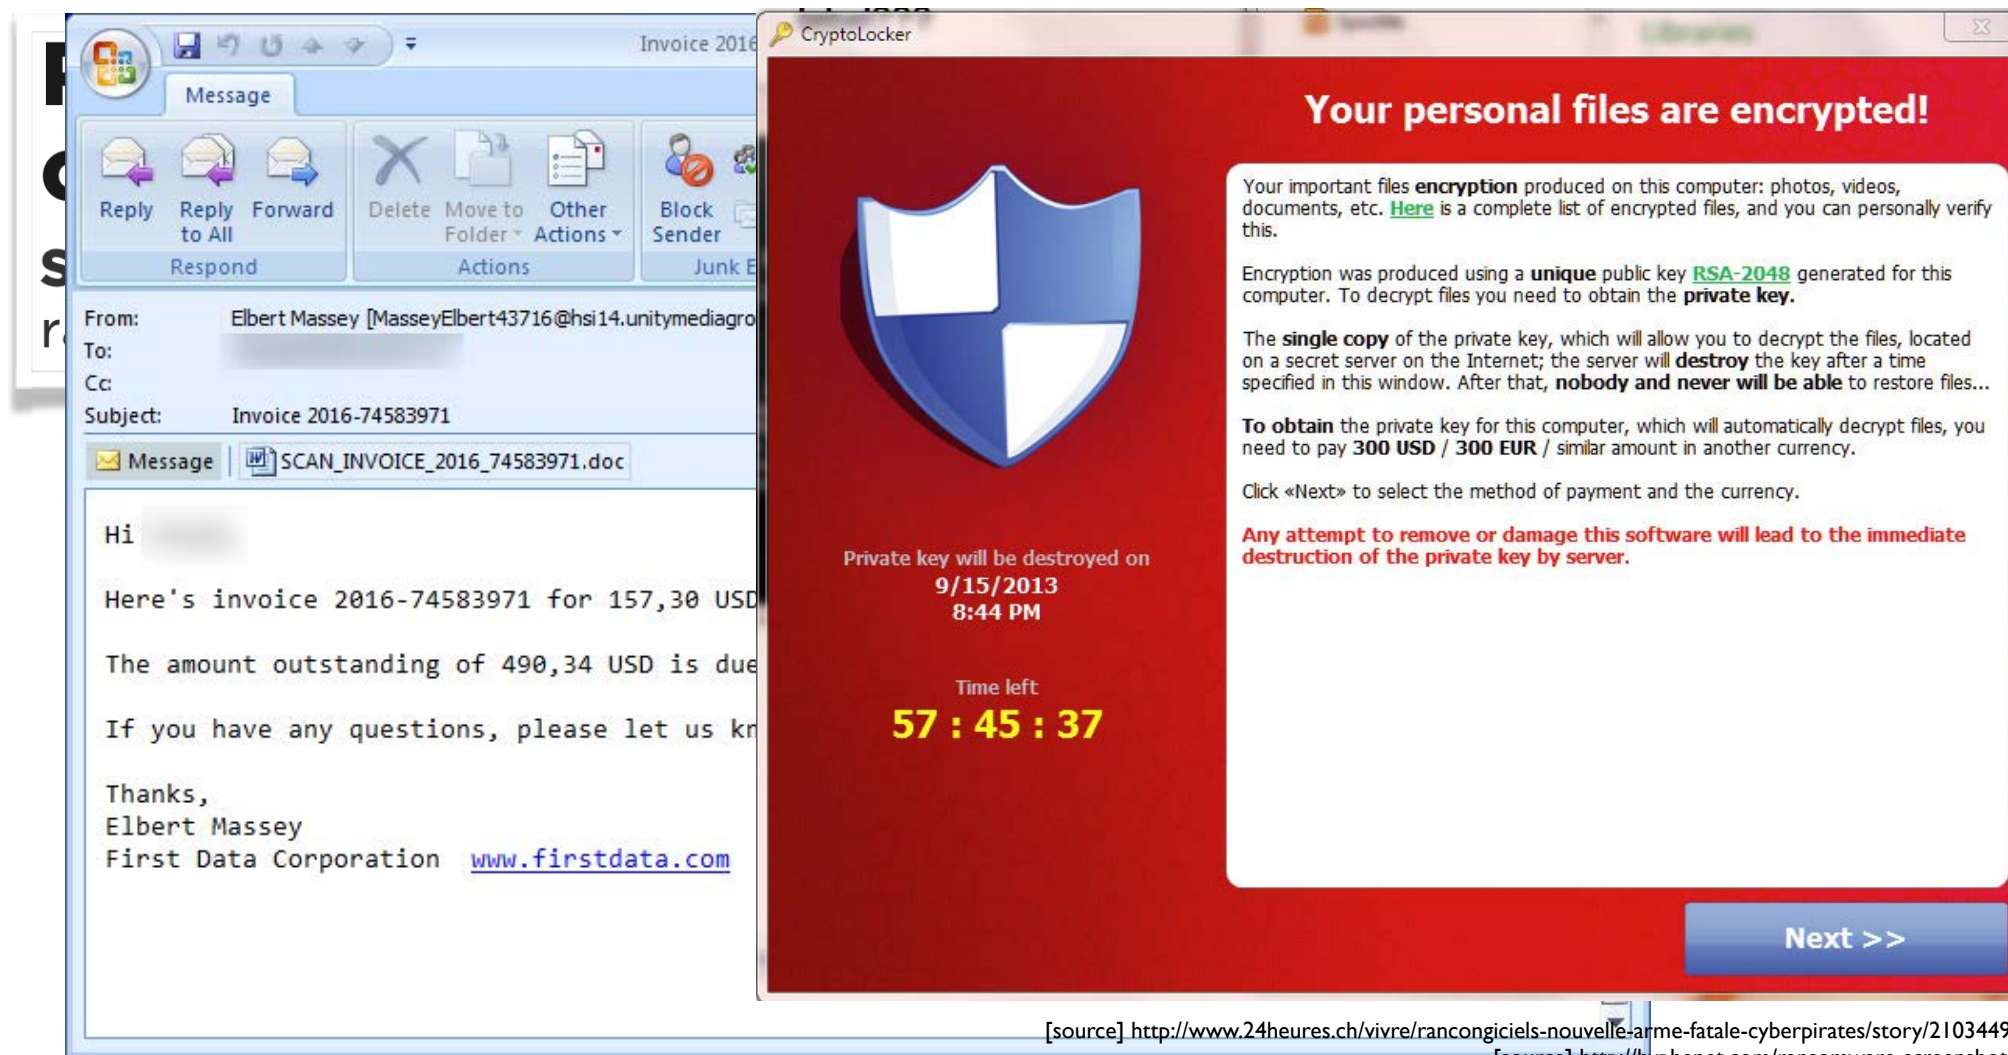 Invoice 2016
Message
Reply
Reply to All
Forward
Delete
Move to Folder
Other Actions
Block Sender
Respond
Actions
Junk E
From: Elbert Massey [MasseyElbert43716@hsi14.unitymediagro
To:
Cc:
Subject: Invoice 2016-74583971
Message SCAN_INVOICE_2016_74583971.doc
Hi
Here's invoice 2016-74583971 for 157,30 USD
The amount outstanding of 490,34 USD is due
If you have any questions, please let us kn
Thanks,
Elbert Massey
First Data Corporation www.firstdata.com
CryptoLocker
Libraries
Your personal files are encrypted!
Your important files encryption produced on this computer: photos, videos,
documents, etc. Here is a complete list of encrypted files, and you can personally verify
this.
Encryption was produced using a unique public key RSA-2048 generated for this
computer. To decrypt files you need to obtain the private key.
The single copy of the private key, which will allow you to decrypt the files, located
on a secret server on the Internet; the server will destroy the key after a time
specified in this window. After that, nobody and never will be able to restore files...
To obtain the private key for this computer, which will automatically decrypt files, you
need to pay 300 USD / 300 EUR / similar amount in another currency.
Click «Next» to select the method of payment and the currency.
Any attempt to remove or damage this software will lead to the immediate
destruction of the private key by server.
Private key will be destroyed on
9/15/2013
8:44 PM
Time left
57 : 45 : 37
Next >>
[source] http://www.24heures.ch/vivre/rancongiciels-nouvelle-arme-fatale-cyberpirates/story/2103449